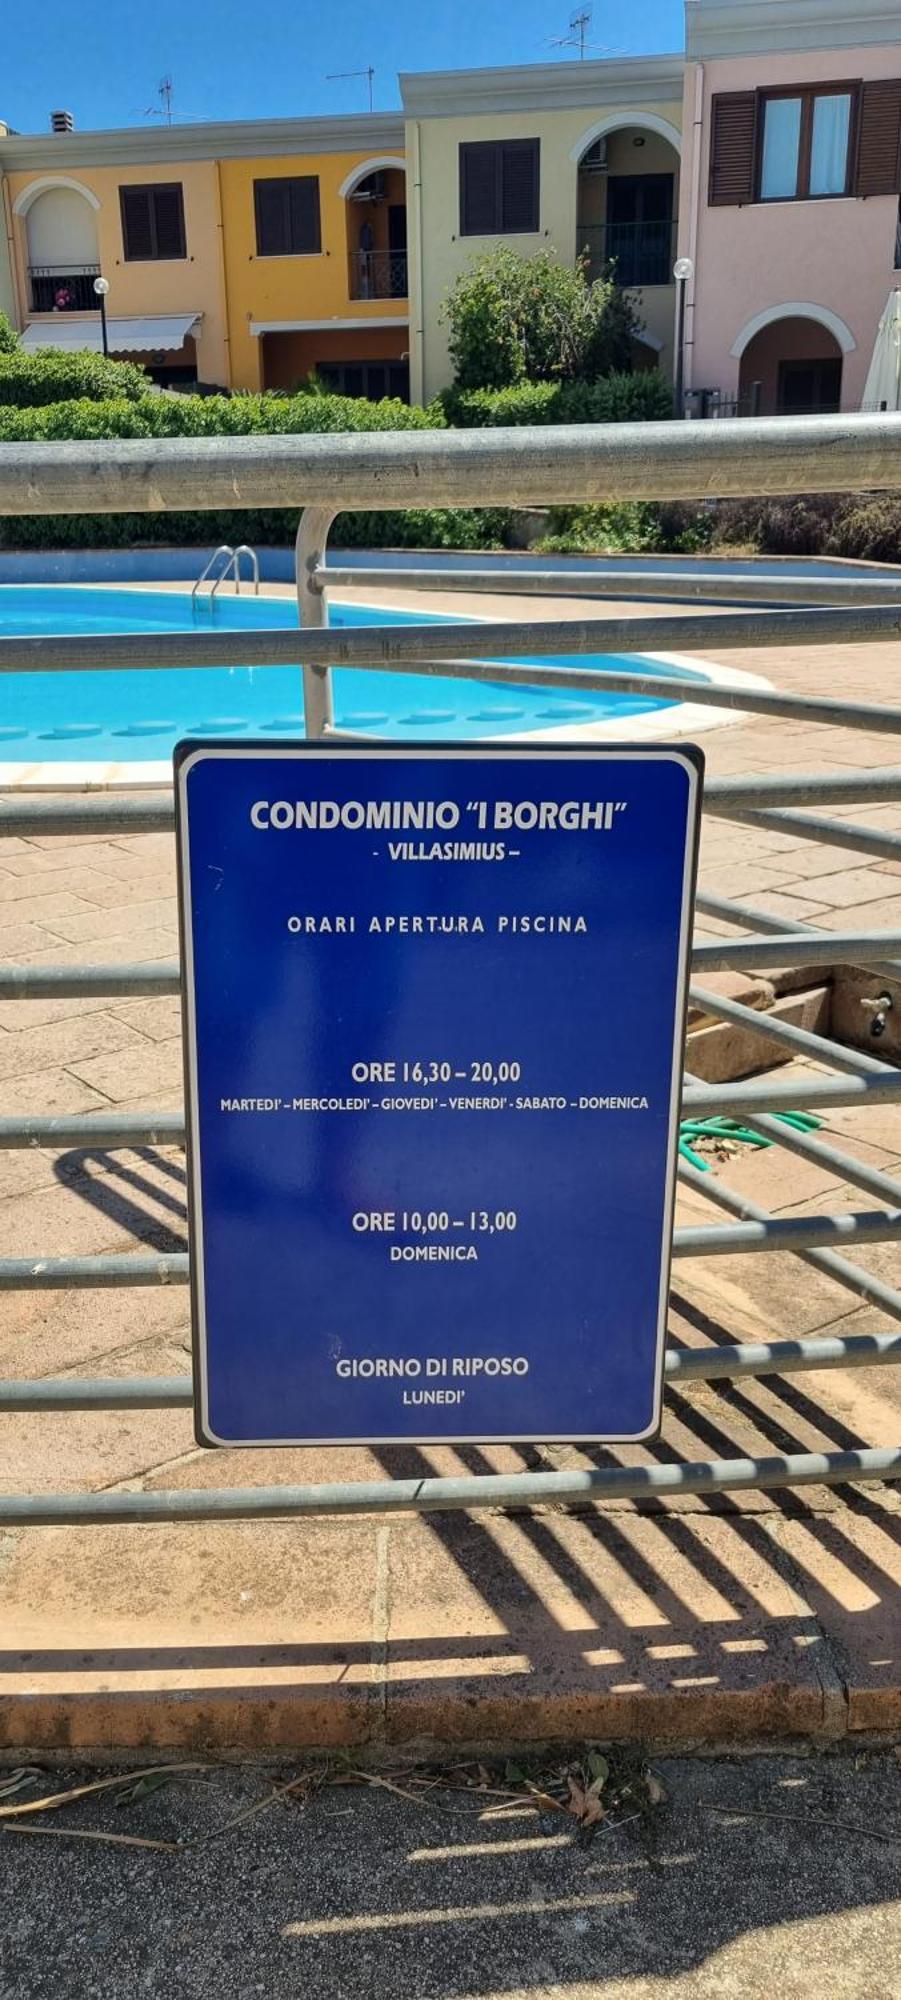 CONDOMINIO “I BORGHI”
- VILLASIMIUS –
ORARI APERTURA PISCINA
ORE 16,30 – 20,00
MARTEDI’ – MERCOLEDI’ – GIOVEDI’ – VENERDI’ - SABATO – DOMENICA
ORE 10,00 – 13,00
DOMENICA
GIORNO DI RIPOSO
LUNEDI’